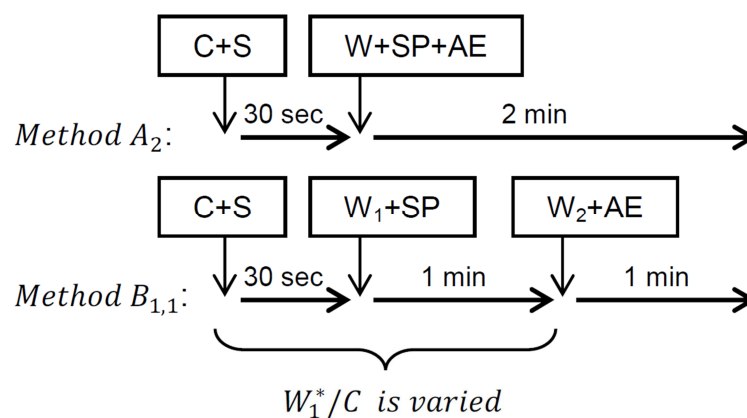 C+S W+SP+AE
30 sec 2 min
Method A₂:
C+S W₁+SP W₂+AE
30 sec 1 min 1 min
Method B₁,₁:
W₁*/C is varied